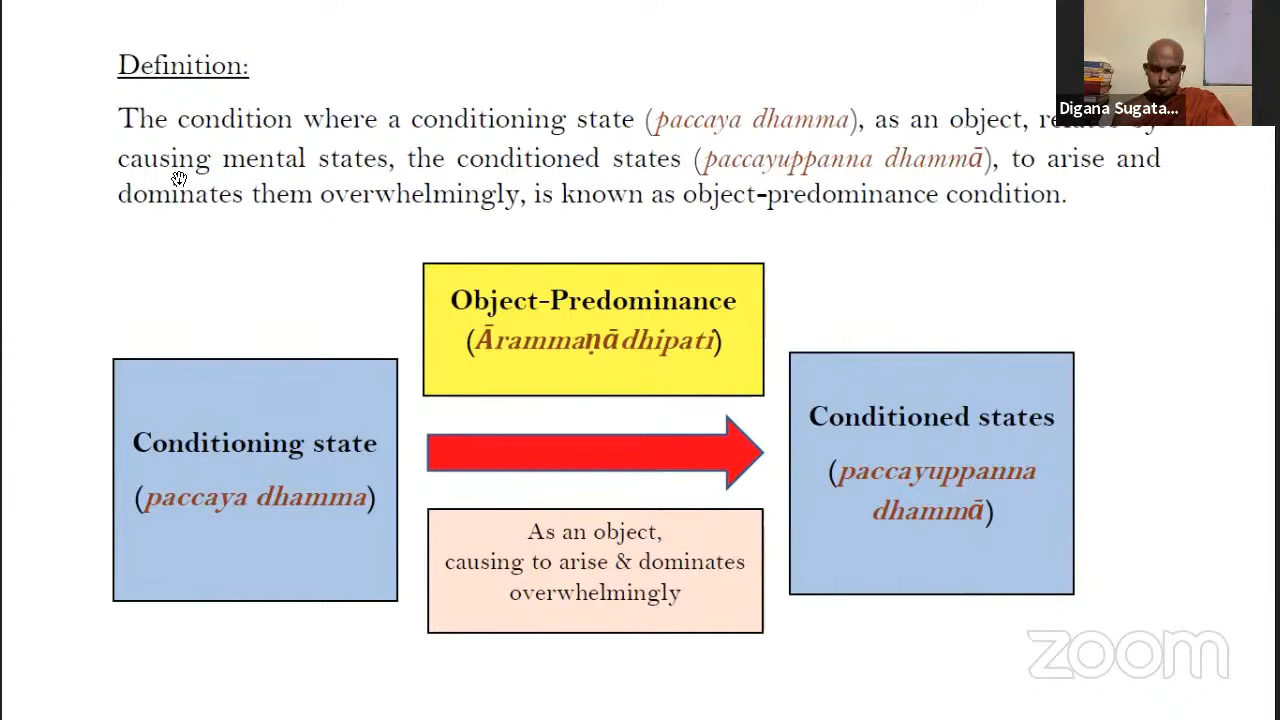 Definition:
The condition where a conditioning state (paccaya dhamma), as an object,
causing mental states, the conditioned states (paccayuppanna dhammā), to arise and
dominates them overwhelmingly, is known as object-predominance condition.
Digana Sugata...
Object-Predominance
(Ārammaṇādhipati)
Conditioning state
(paccaya dhamma)
As an object,
causing to arise & dominates
overwhelmingly
Conditioned states
(paccayuppanna
dhammā)
zoom